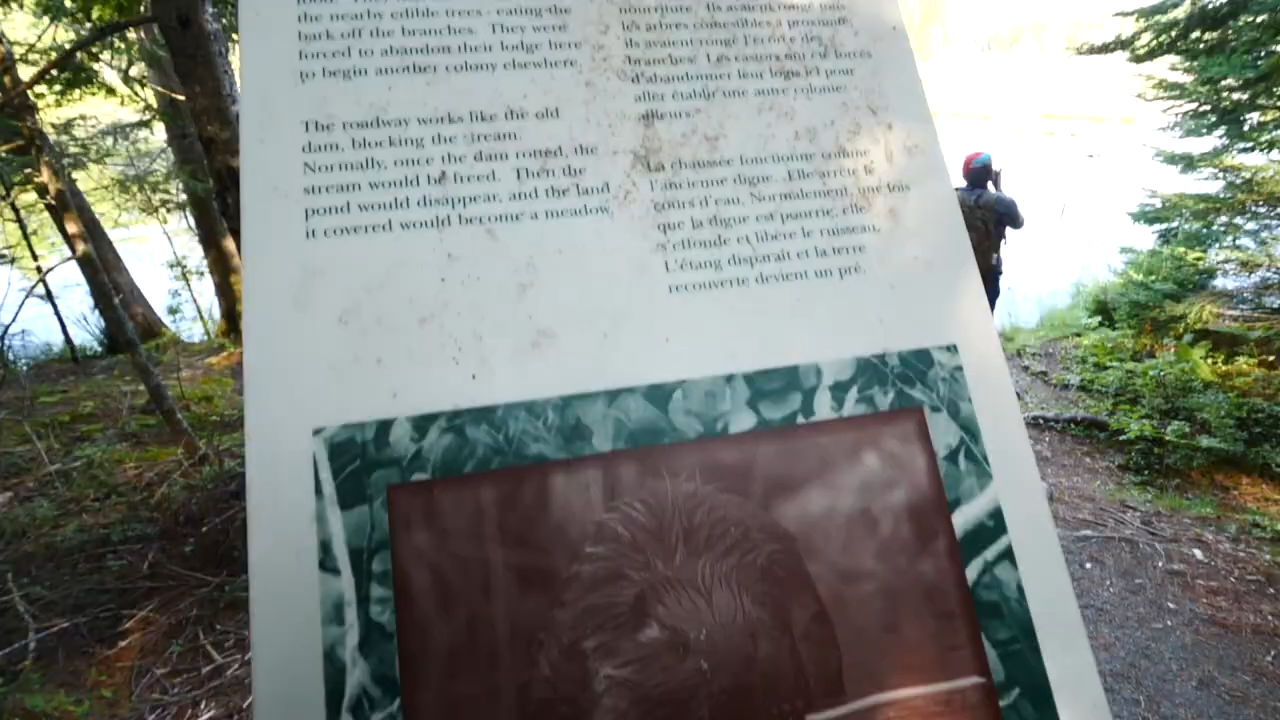 the nearby edible trees - eating the
bark off the branches. They were
forced to abandon their lodge here
to begin another colony elsewhere.
The roadway works like the old
dam, blocking the stream.
Normally, once the dam rotted, the
stream would be freed. Then the
pond would disappear, and the land
it covered would become a meadow.
nourriture. Ils avaient rongé tous
les arbres comestibles à proximité,
ils avaient rongé l'écorce des
branches. Les castors ont été forcés
d'abandonner leur logis ici pour
aller établir une autre colonie
ailleurs.
La chaussée fonctionne comme
l'ancienne digue. Elle arrête le
cours d'eau. Normalement, une fois
que la digue est pourrie, elle
s'effondre et libère le ruisseau.
L'étang disparaît et la terre
recouverte devient un pré.